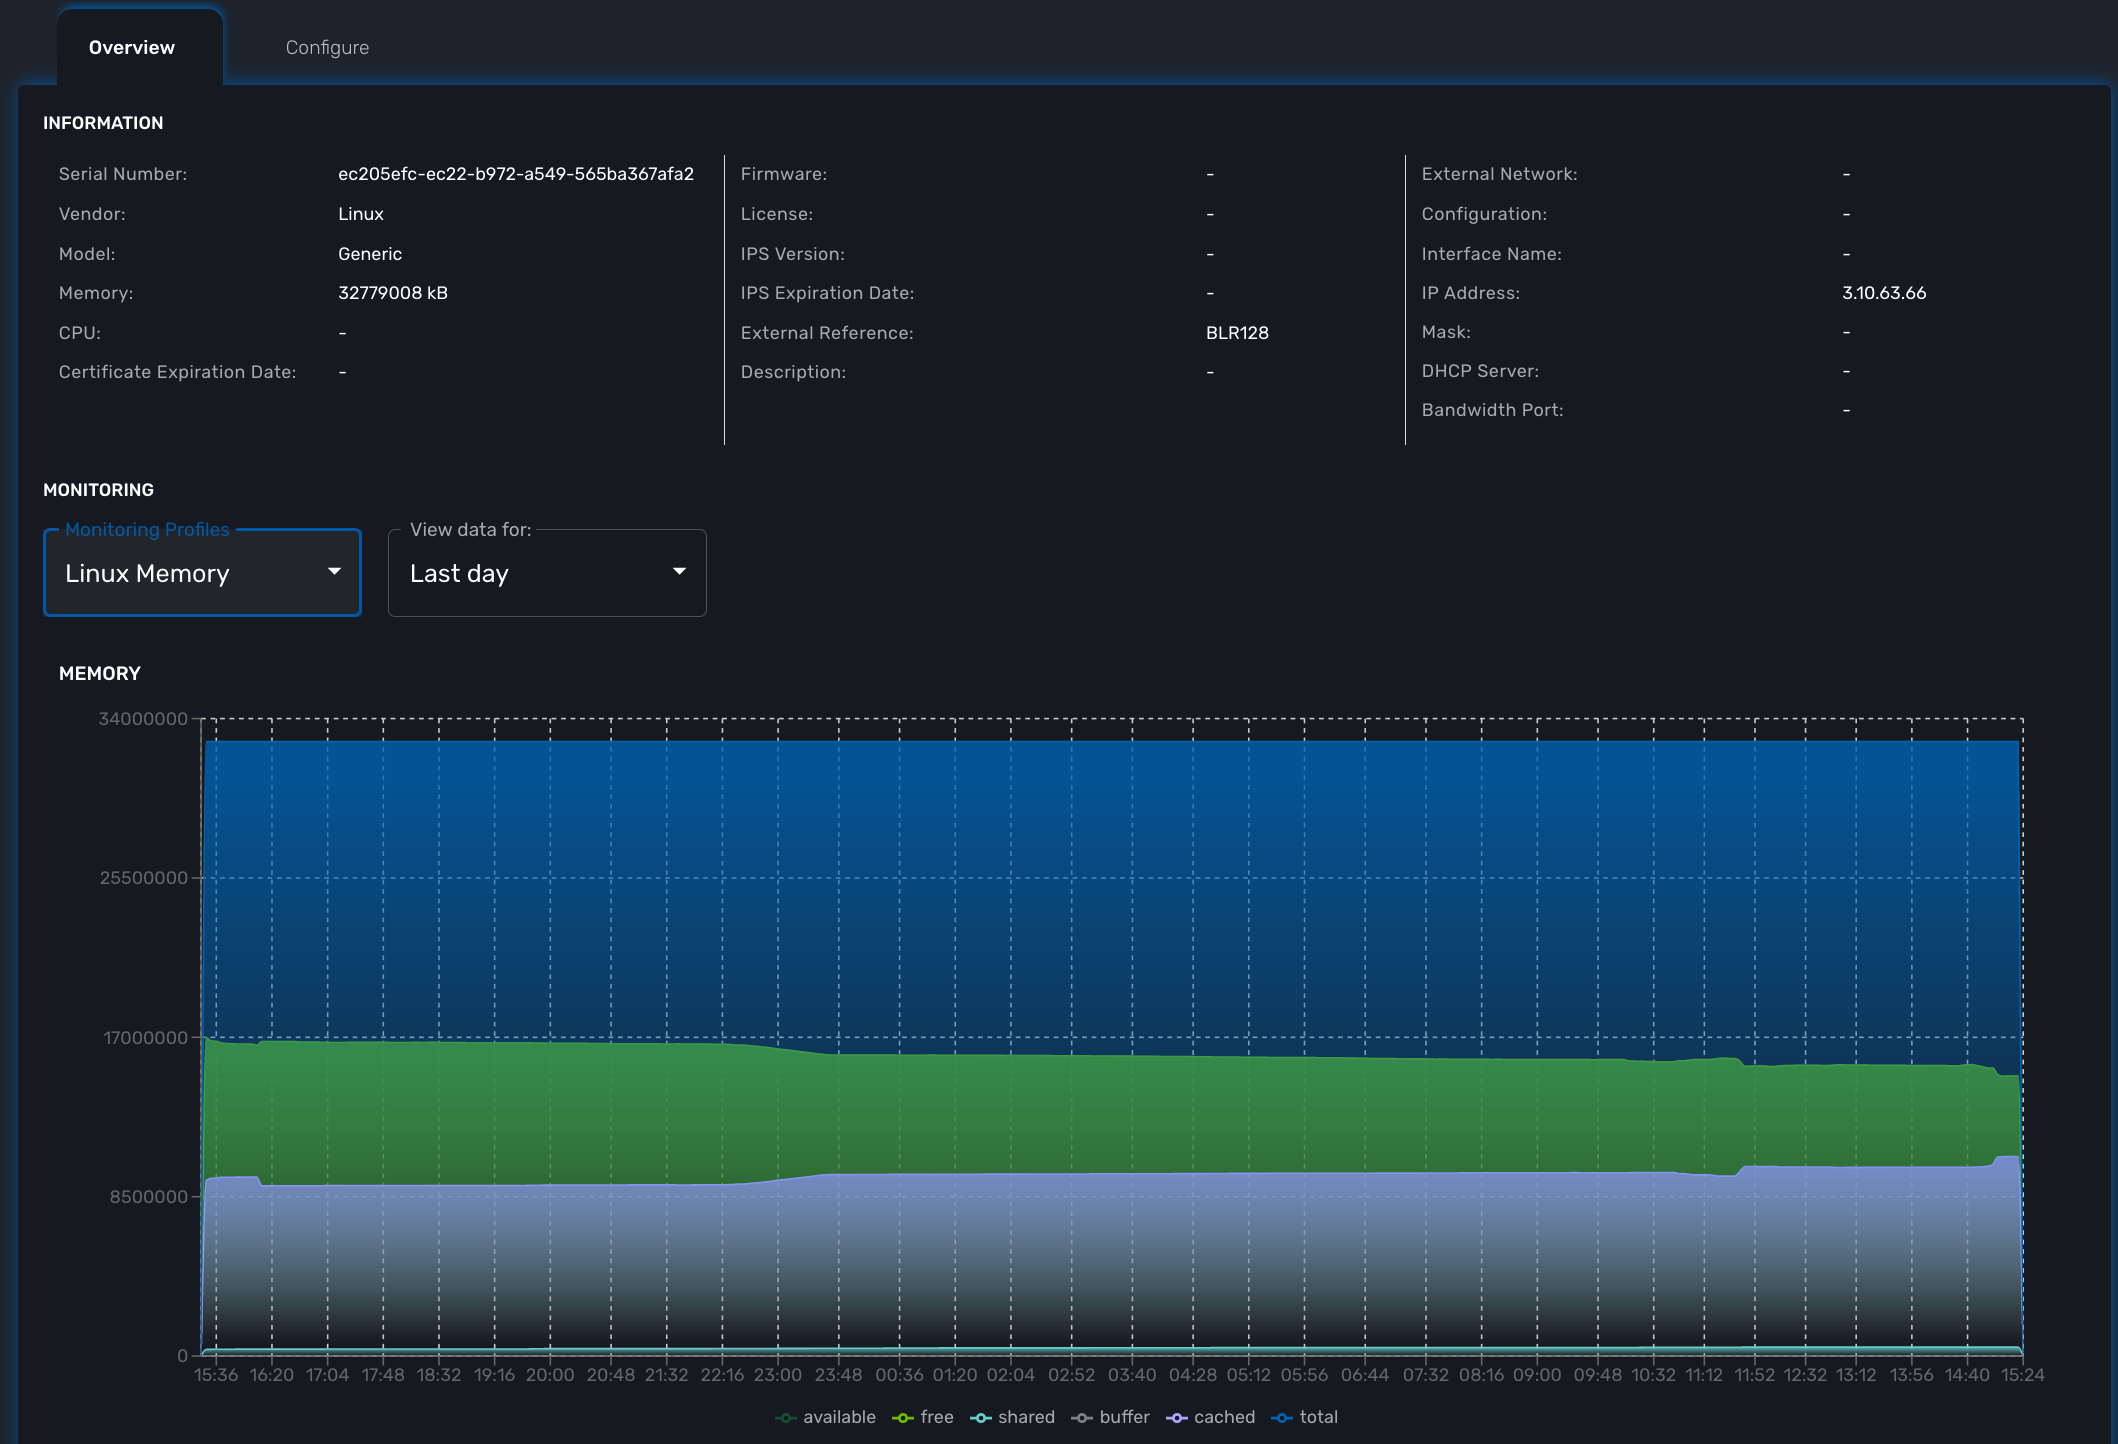 Overview
Configure
INFORMATION
Serial Number: ec205efc-ec22-b972-a549-565ba367afa2
Vendor: Linux
Model: Generic
Memory: 32779008 kB
CPU: -
Certificate Expiration Date: -
Firmware: -
License: -
IPS Version: -
IPS Expiration Date: -
External Reference: BLR128
Description: -
External Network: -
Configuration: -
Interface Name: -
IP Address: 3.10.63.66
Mask: -
DHCP Server: -
Bandwidth Port: -
MONITORING
Monitoring Profiles
Linux Memory
View data for:
Last day
MEMORY
34000000
25500000
17000000
8500000
0
15:36 16:20 17:04 17:48 18:32 19:16 20:00 20:48 21:32 22:16 23:00 23:48 00:36 01:20 02:04 02:52 03:40 04:28 05:12 05:56 06:44 07:32 08:16 09:00 09:48 10:32 11:12 11:52 12:32 13:12 13:56 14:40 15:24
available free shared buffer cached total